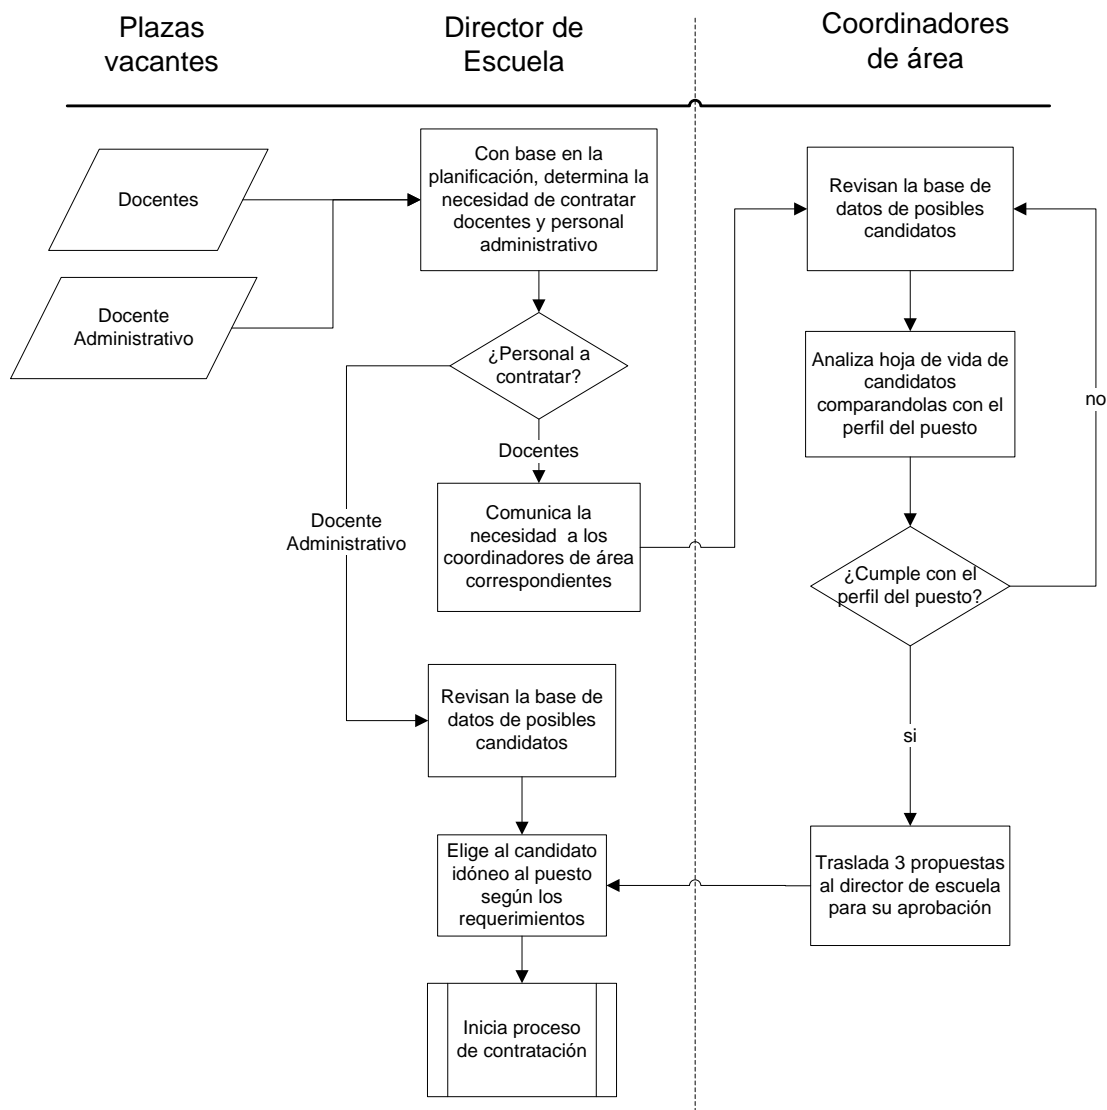 Plazas
vacantes
Director de
Escuela
Coordinadores
de área
Docentes
Docente
Administrativo
Con base en la
planificación, determina la
necesidad de contratar
docentes y personal
administrativo
¿Personal a
contratar?
Docentes
Docente
Administrativo
Comunica la
necesidad a los
coordinadores de área
correspondientes
Revisan la base de
datos de posibles
candidatos
Elige al candidato
idóneo al puesto
según los
requerimientos
Inicia proceso
de contratación
Revisan la base de
datos de posibles
candidatos
Analiza hoja de vida de
candidatos
comparandolas con el
perfil del puesto
no
¿Cumple con el
perfil del puesto?
si
Traslada 3 propuestas
al director de escuela
para su aprobación